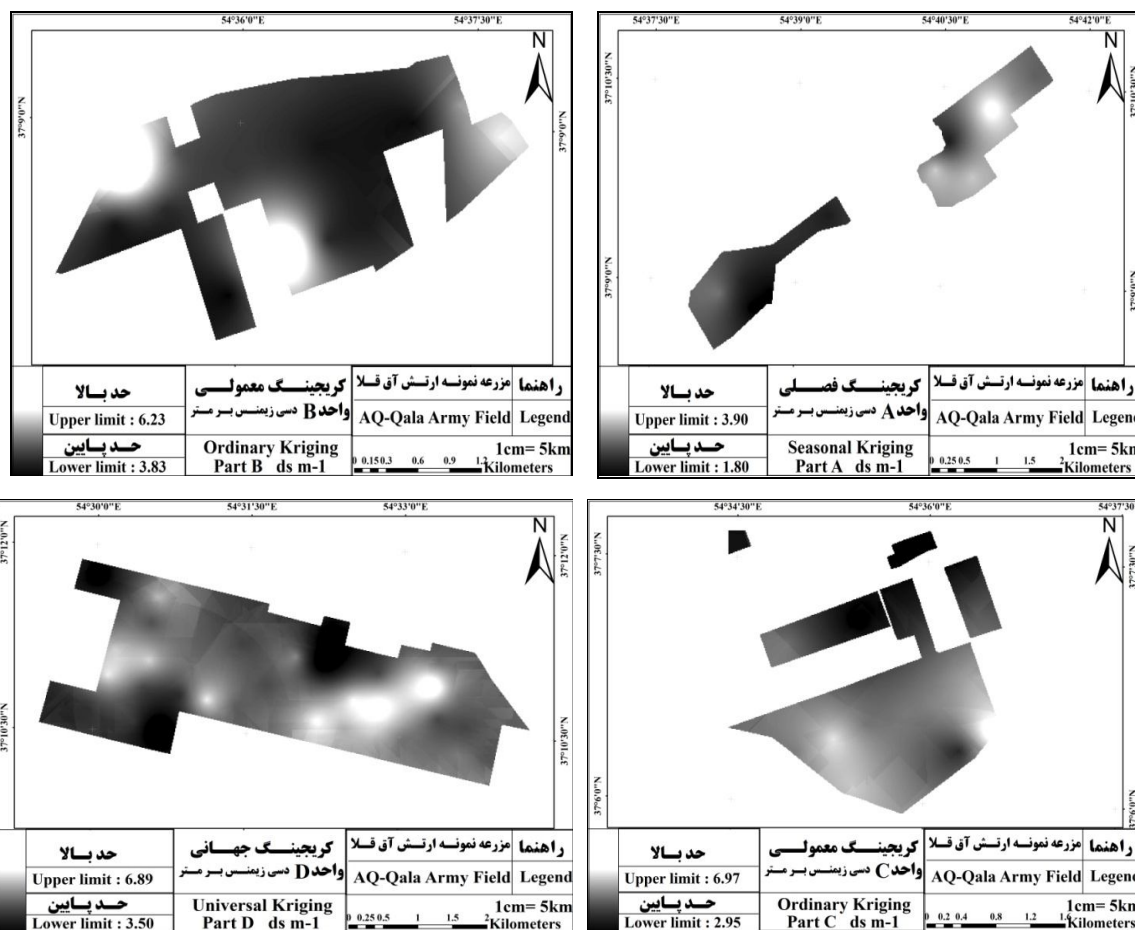 54°36'0"E 54°37'30"E
N
37°9'0"N 37°9'0"N
حد بالا
Upper limit : 6.23
حد پایین
Lower limit : 3.83
کریجینگ معمولی
واحد B دسی زیمنس بر متر
Ordinary Kriging
Part B ds m-1
مزرعه نمونه ارتش آق قلا
راهنما
AQ-Qala Army Field
Legend
1cm= 5km
0 0.15 0.3 0.6 0.9 1.2
Kilometers
54°37'30"E 54°39'0"E 54°40'30"E 54°42'0"E
N
37°10'30"N
37°9'0"N
حد بالا
Upper limit : 3.90
حد پایین
Lower limit : 1.80
کریجینگ فصلی
واحد A دسی زیمنس بر متر
Seasonal Kriging
Part A ds m-1
مزرعه نمونه ارتش آق قلا
راهنما
AQ-Qala Army Field
Legend
1cm= 5km
0 0.25 0.5 1 1.5 2
Kilometers
54°30'0"E 54°31'30"E 54°33'0"E
N
37°12'0"N 37°12'0"N
37°10'30"N 37°10'30"N
حد بالا
Upper limit : 6.89
حد پایین
Lower limit : 3.50
کریجینگ جهانی
واحد D دسی زیمنس بر متر
Universal Kriging
Part D ds m-1
مزرعه نمونه ارتش آق قلا
راهنما
AQ-Qala Army Field
Legend
1cm= 5km
0 0.25 0.5 1 1.5 2
Kilometers
54°34'30"E 54°36'0"E 54°37'30
N
37°7'30"N
37°6'0"N
حد بالا
Upper limit : 6.97
حد پایین
Lower limit : 2.95
کریجینگ معمولی
واحد C دسی زیمنس بر متر
Ordinary Kriging
Part C ds m-1
مزرعه نمونه ارتش آق قلا
راهنما
AQ-Qala Army Field
Legend
1cm= 5km
0 0.2 0.4 0.8 1.2 1.6
Kilometers